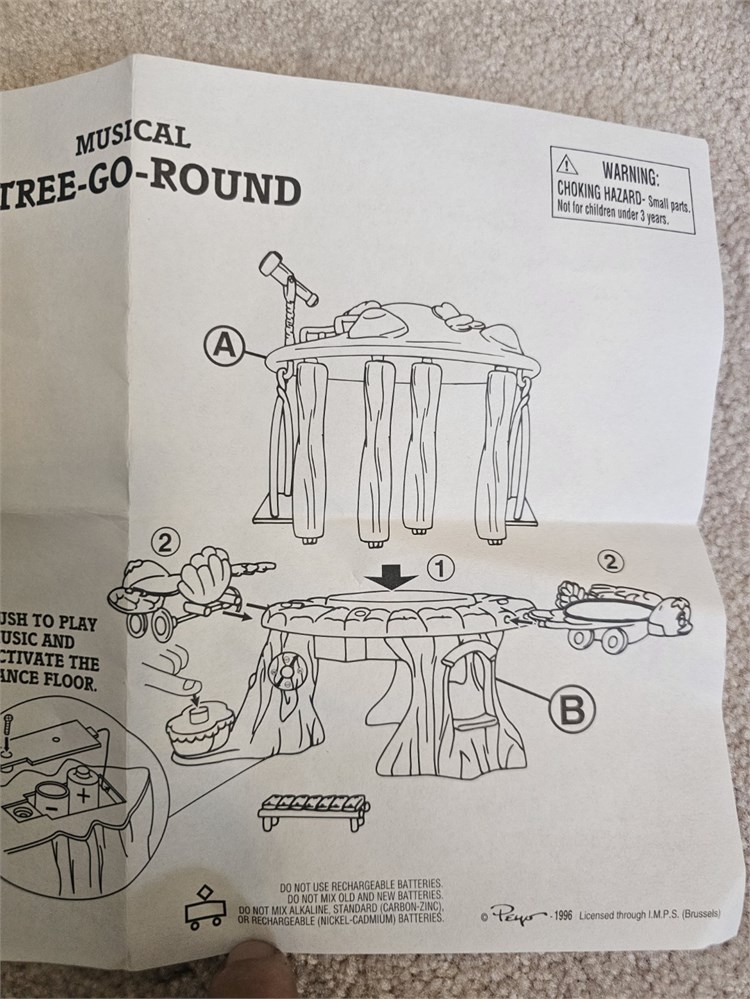 MUSICAL
TREE-GO-ROUND
WARNING:
CHOKING HAZARD- Small parts.
Not for children under 3 years.
A
2
1
2
USH TO PLAY
USIC AND
CTIVATE THE
ANCE FLOOR.
B
- +
DO NOT USE RECHARGEABLE BATTERIES.
DO NOT MIX OLD AND NEW BATTERIES.
DO NOT MIX ALKALINE, STANDARD (CARBON-ZINC),
OR RECHARGEABLE (NICKEL-CADMIUM) BATTERIES.
© Peyo - 1996 Licensed through I.M.P.S. (Brussels)